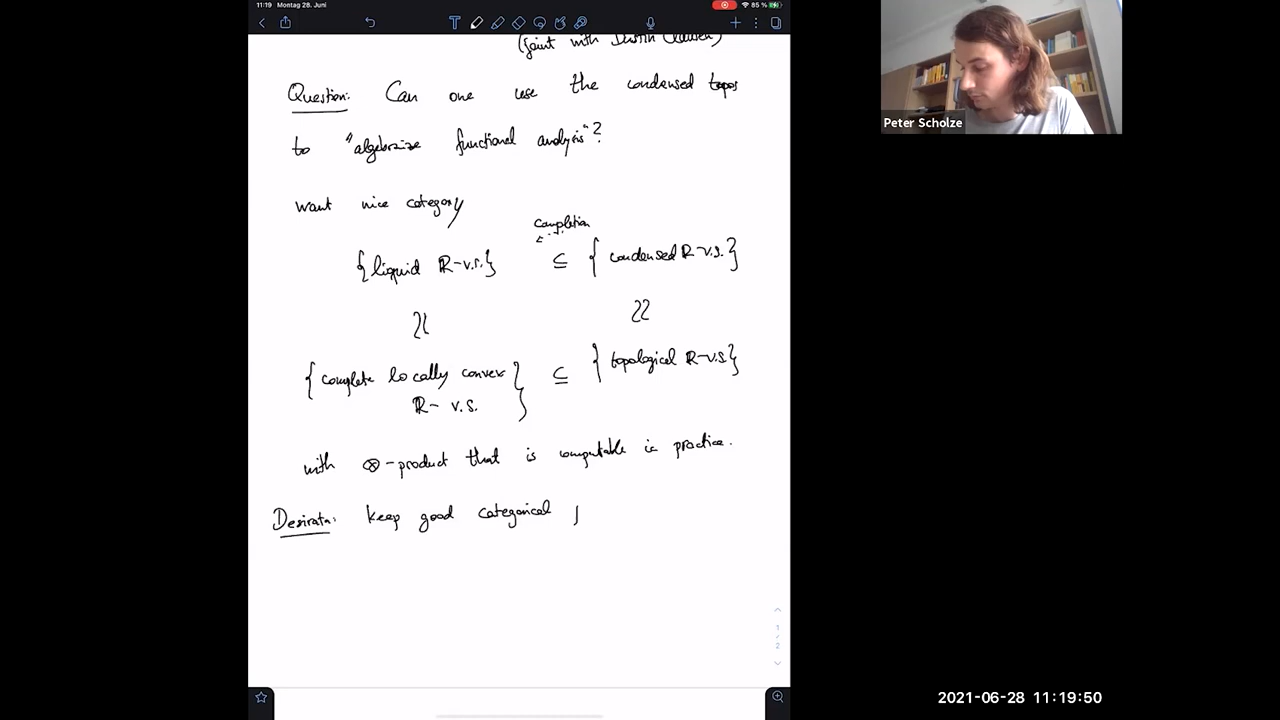 11:19 Montag 28. Juni
85 %
(joint with Dustin Clausen)
Question: Can one use the condensed topos
to "algebraize functional analysis"?
want nice category
completion
{liquid ℝ-v.s.} ⊆ {condensed ℝ-v.s.}
{complete locally convex ℝ-v.s.} ⊆ {topological ℝ-v.s.}
with ⊗-product that is computable in practice.
Desirata: keep good categorical
1/2
Peter Scholze
2021-06-28 11:19:50